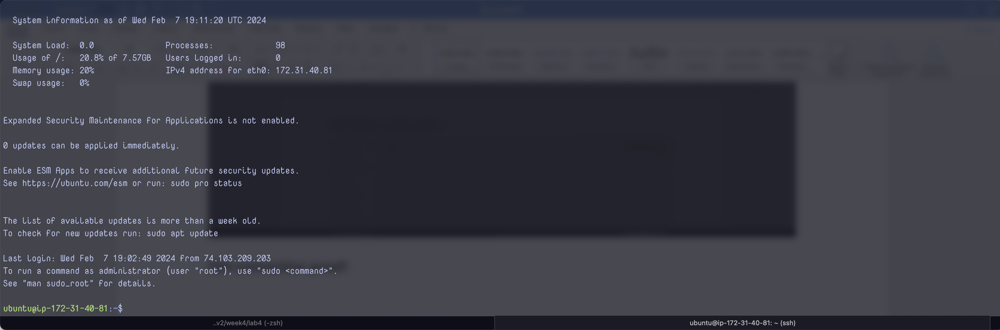 System information as of Wed Feb  7 19:11:20 UTC 2024
System load:  0.0               Processes:             98
Usage of /:   20.8% of 7.57GB   Users logged in:       0
Memory usage: 20%               IPv4 address for eth0: 172.31.40.81
Swap usage:   0%
Expanded Security Maintenance for Applications is not enabled.
0 updates can be applied immediately.
Enable ESM Apps to receive additional future security updates.
See https://ubuntu.com/esm or run: sudo pro status
The list of available updates is more than a week old.
To check for new updates run: sudo apt update
Last login: Wed Feb  7 19:02:49 2024 from 74.103.209.203
To run a command as administrator (user "root"), use "sudo <command>".
See "man sudo_root" for details.
ubuntu@ip-172-31-40-81:~$
..v2/week4/lab4 (-zsh)
ubuntu@ip-172-31-40-81: ~ (ssh)